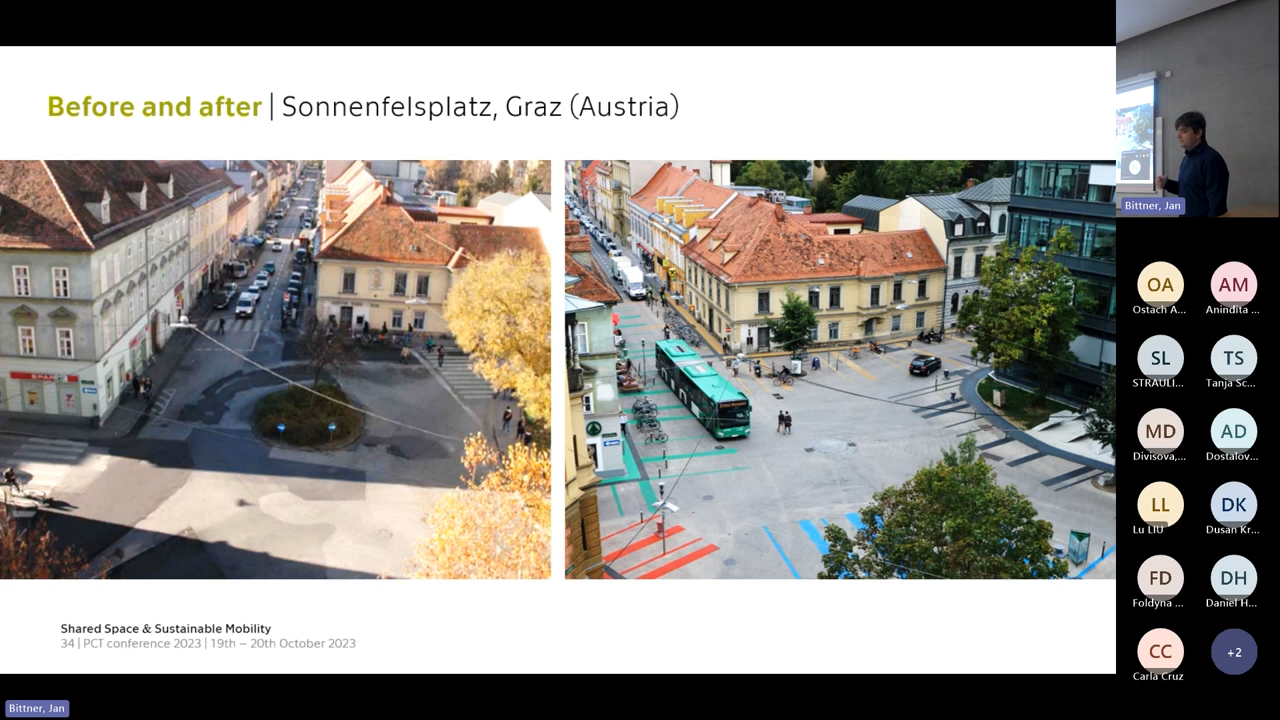 Before and after | Sonnenfelsplatz, Graz (Austria)
SPAR
Shared Space & Sustainable Mobility
34 | PCT conference 2023 | 19th – 20th October 2023
Bittner, Jan
Bittner, Jan
OA
Ostach A...
AM
Anindita ...
SL
STRAULI...
TS
Tanja Sc...
MD
Divisova,...
AD
Dostalov...
LL
Lu LIU
DK
Dusan Kr...
FD
Foldyna ...
DH
Daniel H...
CC
Carla Cruz
+2